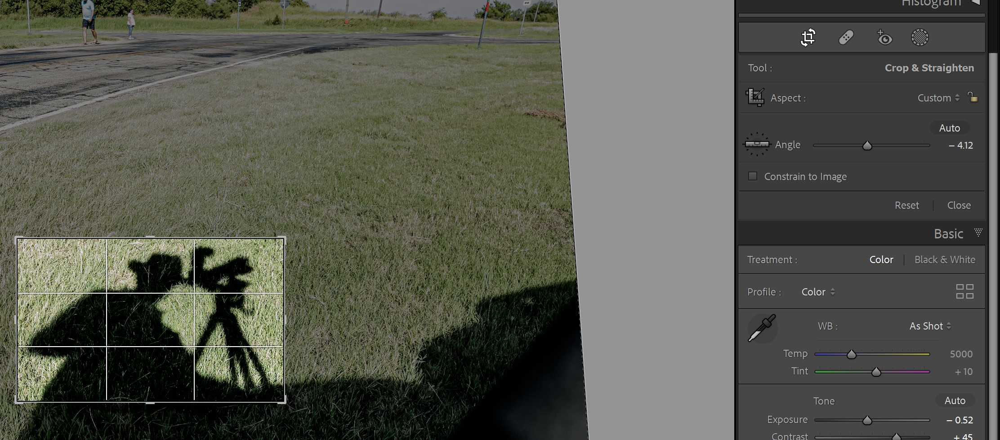 Histogram
Tool : Crop & Straighten
Aspect : Custom
Auto
Angle – 4.12
Constrain to Image
Reset | Close
Basic
Treatment : Color | Black & White
Profile : Color
WB : As Shot
Temp 5000
Tint + 10
Tone Auto
Exposure – 0.52
Contrast + 45